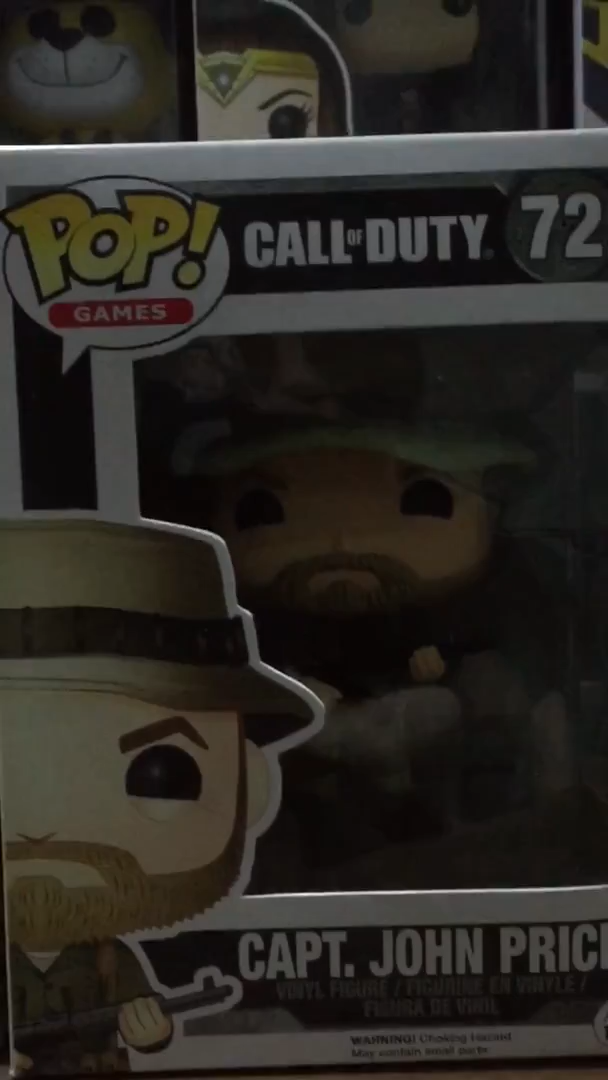 POP!
GAMES
CALL OF DUTY
72
CAPT. JOHN PRIC
VINYL FIGURE / FIGURINE EN VINYLE /
FIGURA DE VINIL
WARNING! Choking Hazard
May contain small parts